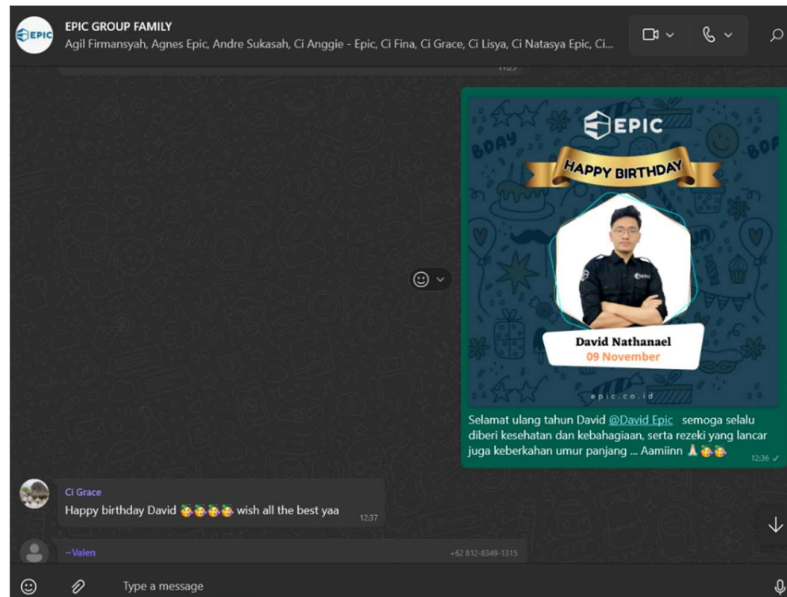 EPIC
EPIC GROUP FAMILY
Agil Firmansyah, Agnes Epic, Andre Sukasah, Ci Anggie - Epic, Ci Fina, Ci Grace, Ci Lisya, Ci Natasya Epic, Ci...
EPIC
BDAY
HAPPY BIRTHDAY
David Nathanael
09 November
epic.co.id
Selamat ulang tahun David @David Epic semoga selalu
diberi kesehatan dan kebahagiaan, serta rezeki yang lancar
juga keberkahan umur panjang ... Aamiinn 🙏🏻🥳🥳
12:36
Ci Grace
Happy birthday David 🥳🥳🥳🥳 wish all the best yaa
12:37
~Valen
+62 812-8349-1315
Type a message